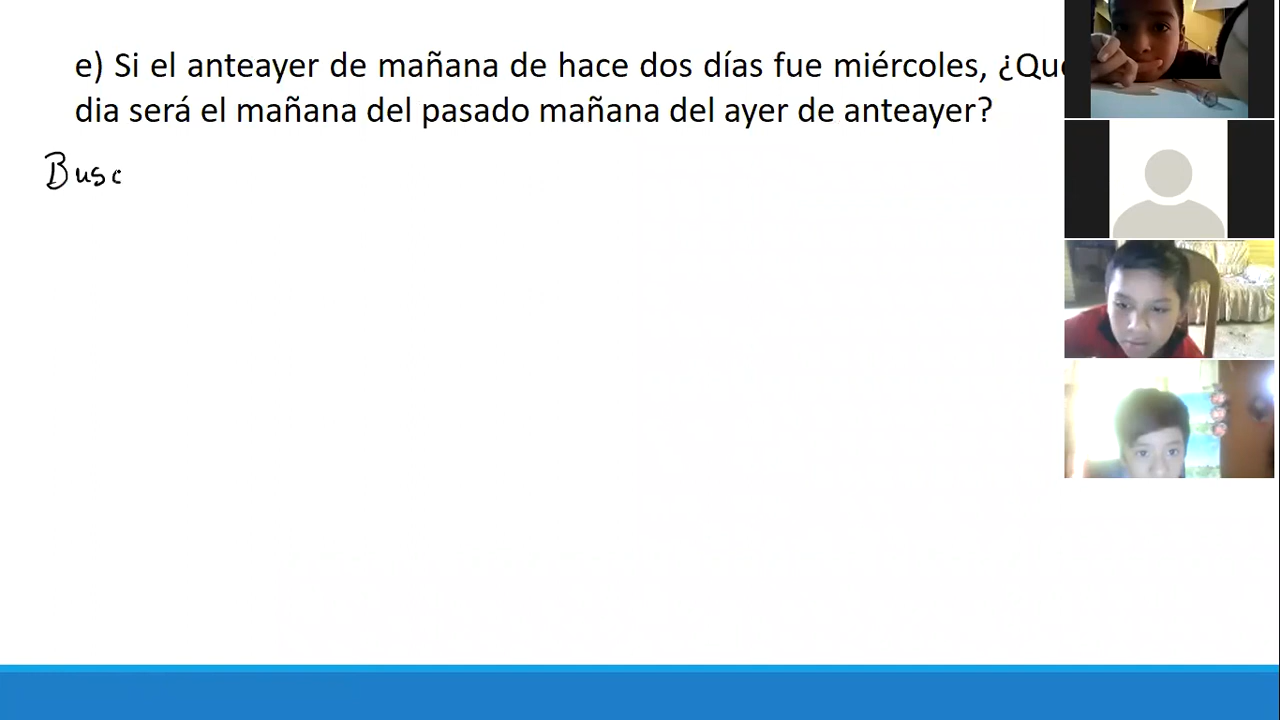 e) Si el anteayer de mañana de hace dos días fue miércoles, ¿Que
dia será el mañana del pasado mañana del ayer de anteayer?
Busc